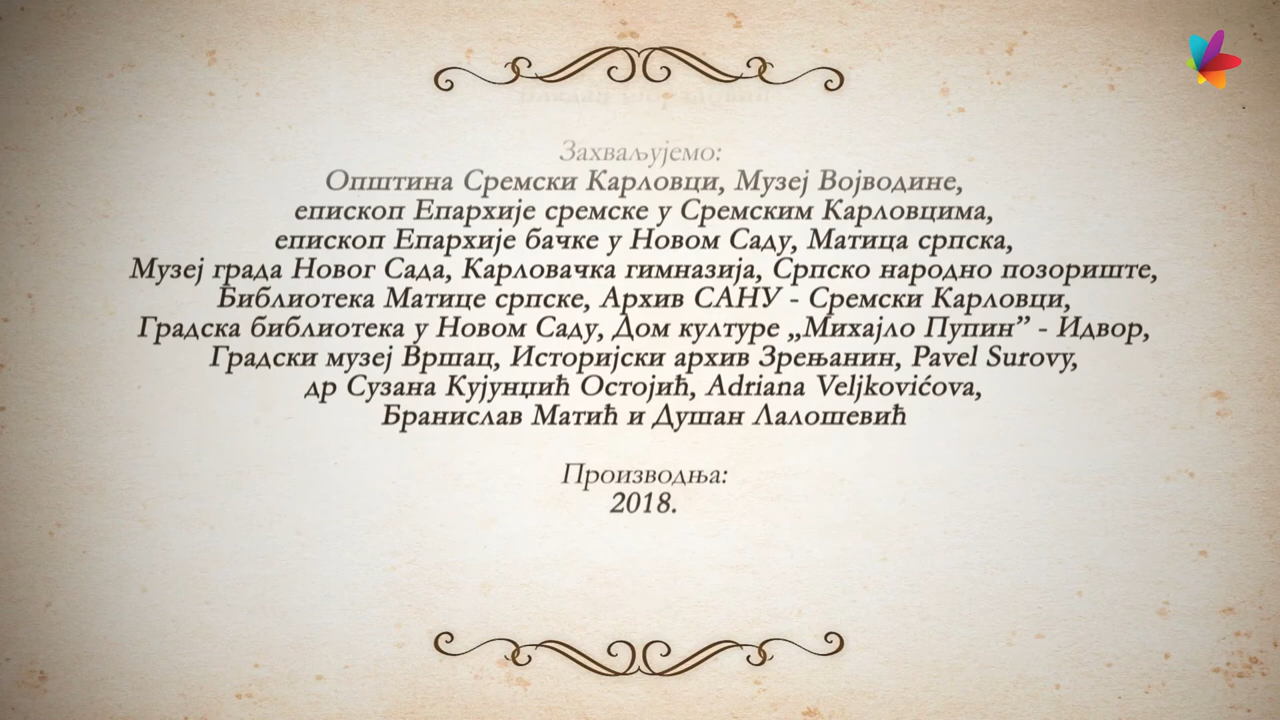 Захваљујемо:
Општина Сремски Карловци, Музеј Војводине,
епископ Епархије сремске у Сремским Карловцима,
епископ Епархије бачке у Новом Саду, Матица српска,
Музеј града Новог Сада, Карловачка гимназија, Српско народно позориште,
Библиотека Матице српске, Архив САНУ - Сремски Карловци,
Градска библиотека у Новом Саду, Дом културе „Михајло Пупин” - Идвор,
Градски музеј Вршац, Историјски архив Зрењанин, Pavel Surovy,
др Сузана Кујунџић Остојић, Adriana Veljkovićova,
Бранислав Матић и Душан Лалошевић
Производња:
2018.